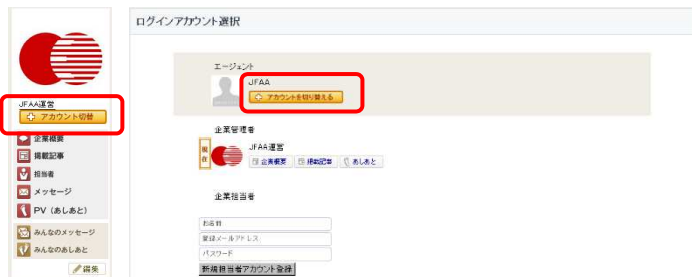 ログインアカウント選択
JFAA運営
アカウント切替
企業概要
掲載記事
担当者
メッセージ
PV（あしあと）
みんなのメッセージ
みんなのあしあと
編集
エージェント
JFAA
アカウントを切り替える
企業管理者
現在
JFAA運営
企業概要 掲載記事 あしあと
企業担当者
お名前
登録メールアドレス
パスワード
新規担当者アカウント登録